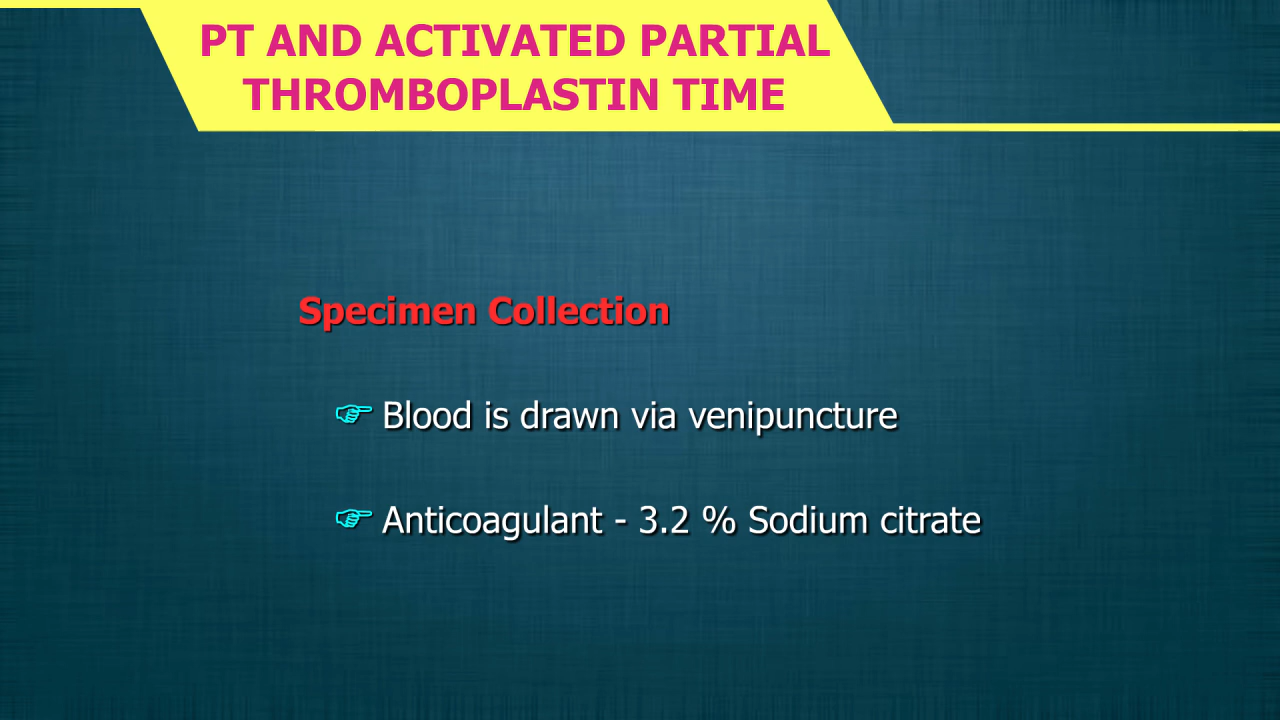 PT AND ACTIVATED PARTIAL
THROMBOPLASTIN TIME
Specimen Collection
☞ Blood is drawn via venipuncture
☞ Anticoagulant - 3.2 % Sodium citrate